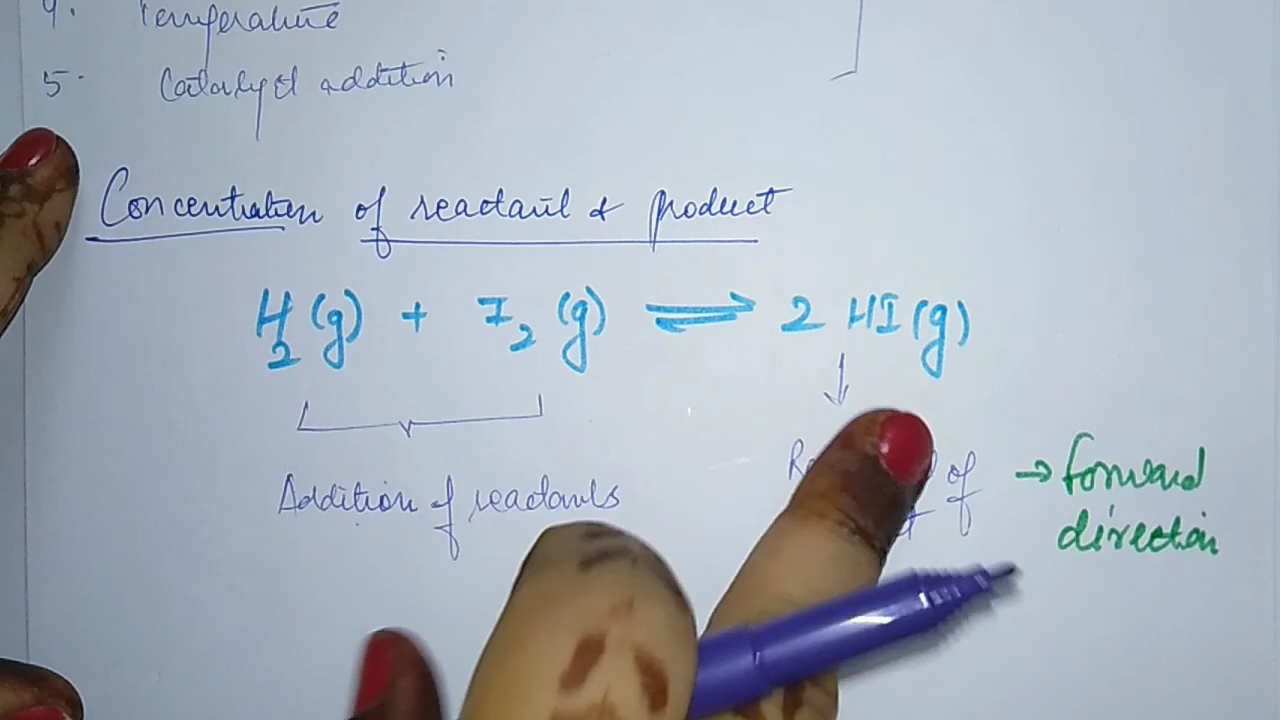 4. Temperature
5. Catalyst addition
Concentration of reactant & product
H2(g) + I2(g) ⇌ 2 HI(g)
Addition of reactants
of → forward
direction